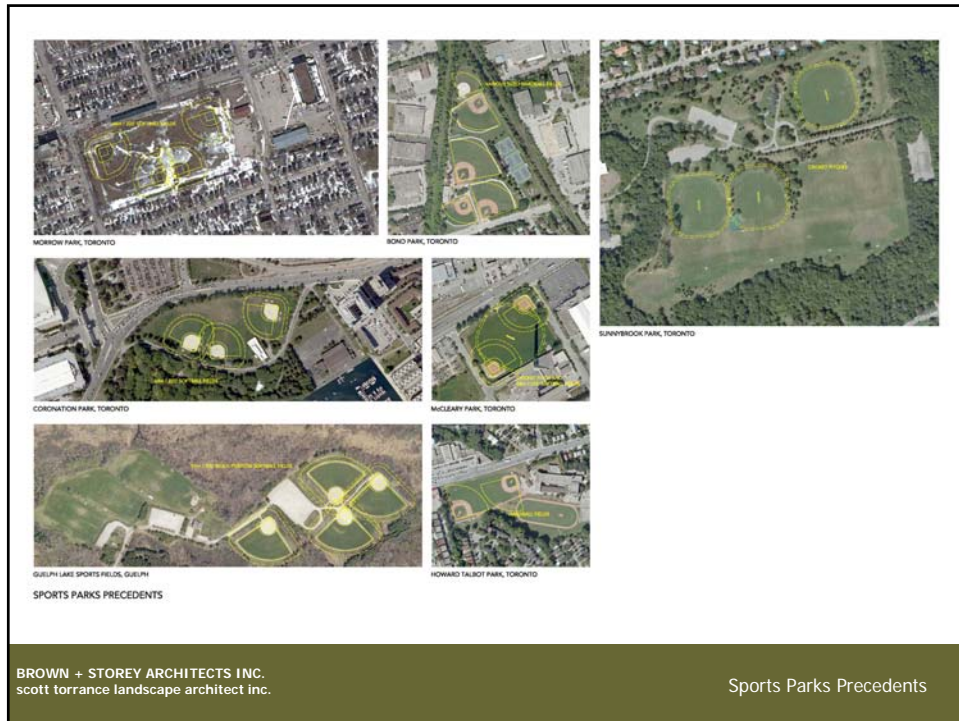 MORROW PARK, TORONTO
BOND PARK, TORONTO
SUNNYBROOK PARK, TORONTO
CORONATION PARK, TORONTO
McCLEARY PARK, TORONTO
GUELPH LAKE SPORTS FIELDS, GUELPH
HOWARD TALBOT PARK, TORONTO
SPORTS PARKS PRECEDENTS
BROWN + STOREY ARCHITECTS INC.
scott torrance landscape architect inc.
Sports Parks Precedents